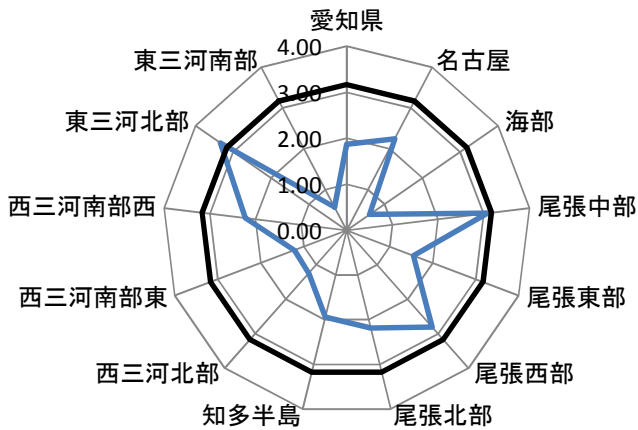 愛知県
4.00
3.00
2.00
1.00
0.00
名古屋
海部
尾張中部
尾張東部
尾張西部
尾張北部
知多半島
西三河北部
西三河南部東
西三河南部西
東三河北部
東三河南部